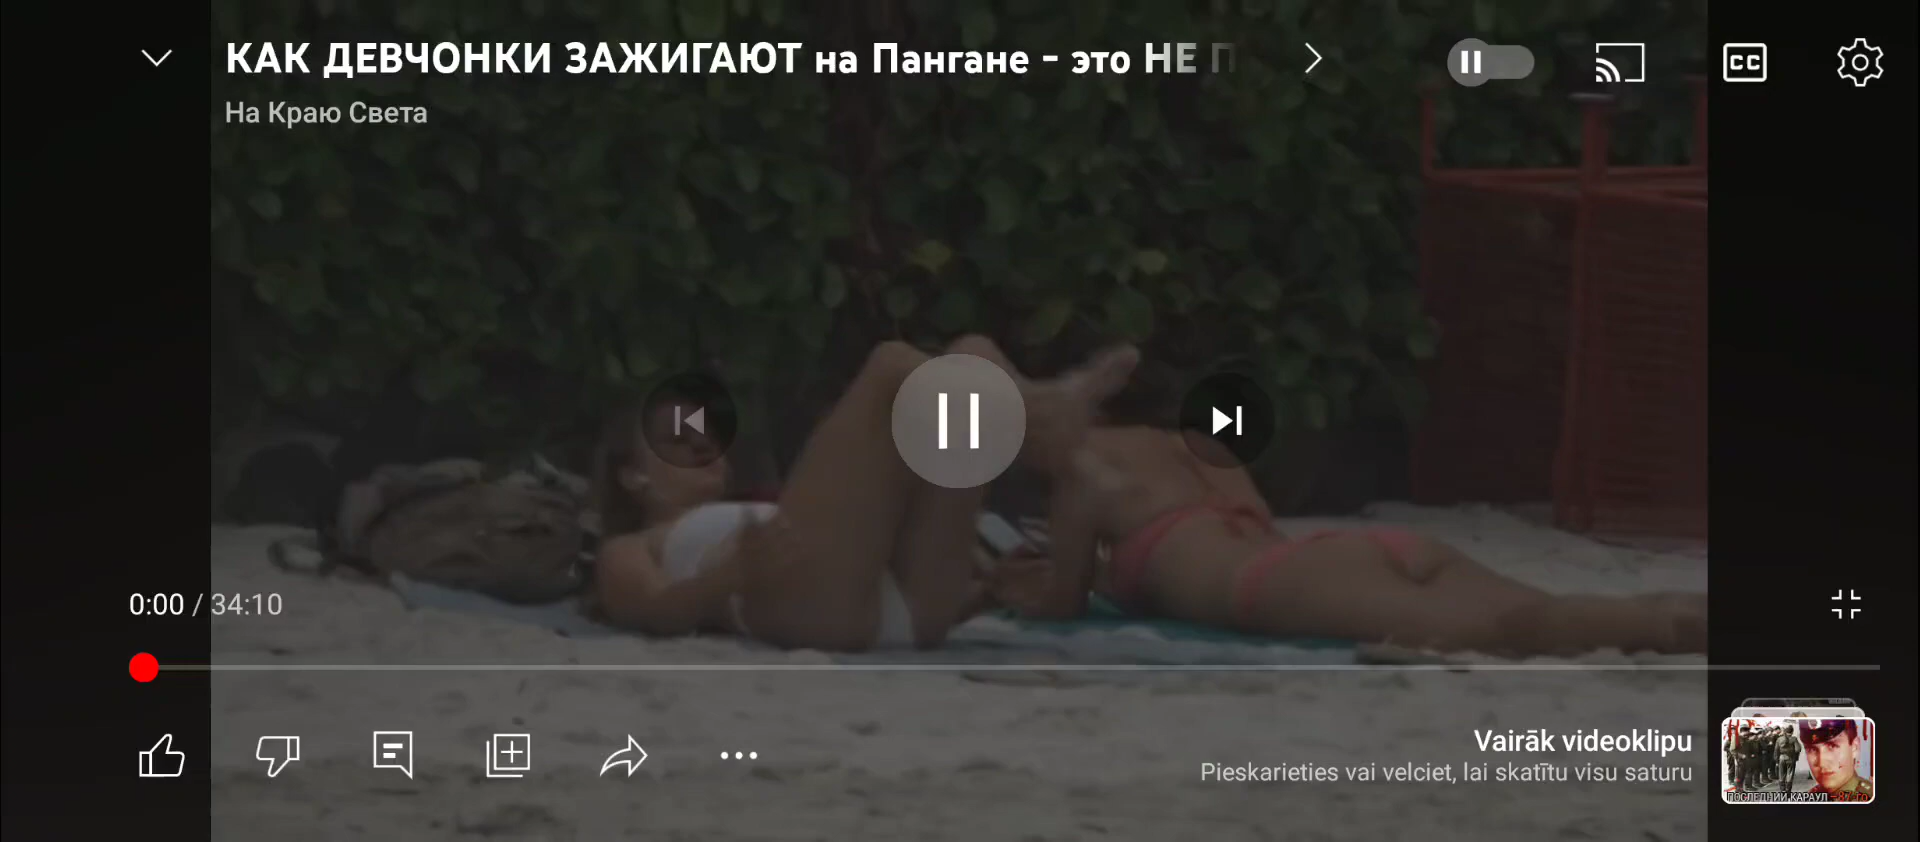 КАК ДЕВЧОНКИ ЗАЖИГАЮТ на Пангане - это НЕ
На Краю Света
CC
0:00 / 34:10
Vairāk videoklipu
Pieskarieties vai velciet, lai skatītu visu saturu
ПОСЛЕДНИЙ КАРАУЛ